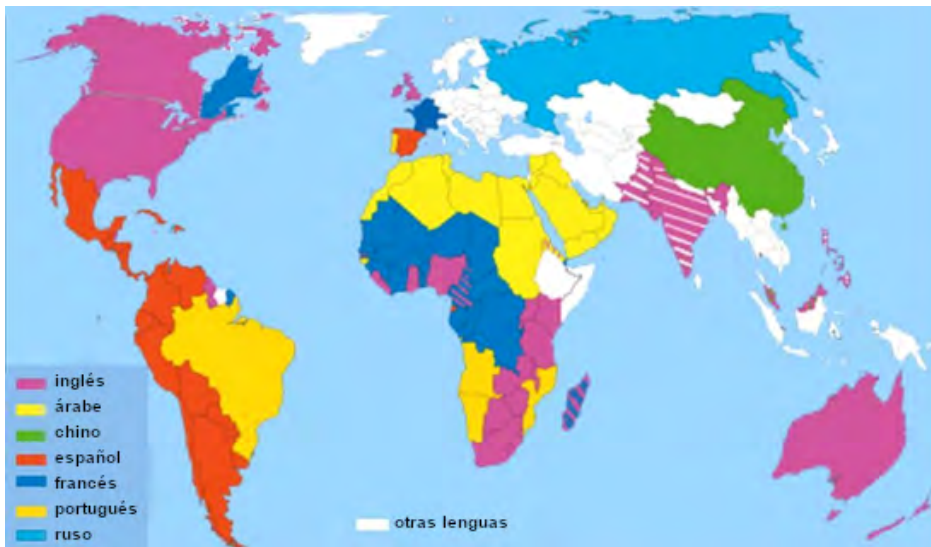 inglés
árabe
chino
español
francés
portugués
ruso
otras lenguas